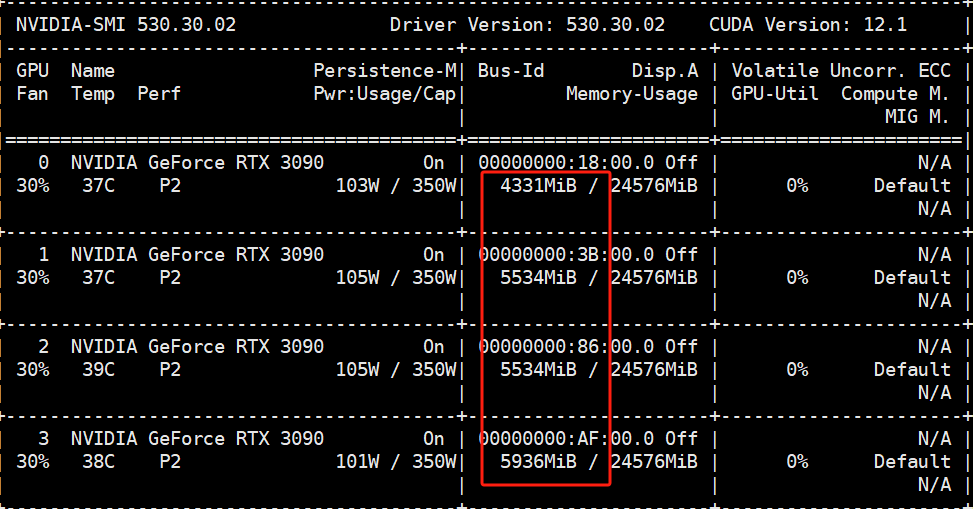 NVIDIA-SMI 530.30.02 Driver Version: 530.30.02 CUDA Version: 12.1 |
-----------------------------------------+----------------------+----------------------+
GPU Name Persistence-M| Bus-Id Disp.A | Volatile Uncorr. ECC
Fan Temp Perf Pwr:Usage/Cap| Memory-Usage | GPU-Util Compute M.
| | MIG M.
=========================================+======================+======================|
0 NVIDIA GeForce RTX 3090 On | 00000000:18:00.0 Off | N/A |
30% 37C P2 103W / 350W| 4331MiB / 24576MiB | 0% Default |
| | N/A |
-----------------------------------------+----------------------+----------------------+
1 NVIDIA GeForce RTX 3090 On | 00000000:3B:00.0 Off | N/A |
30% 37C P2 105W / 350W| 5534MiB / 24576MiB | 0% Default |
| | N/A |
-----------------------------------------+----------------------+----------------------+
2 NVIDIA GeForce RTX 3090 On | 00000000:86:00.0 Off | N/A |
30% 39C P2 105W / 350W| 5534MiB / 24576MiB | 0% Default |
| | N/A |
-----------------------------------------+----------------------+----------------------+
3 NVIDIA GeForce RTX 3090 On | 00000000:AF:00.0 Off | N/A |
30% 38C P2 101W / 350W| 5936MiB / 24576MiB | 0% Default |
| | N/A |